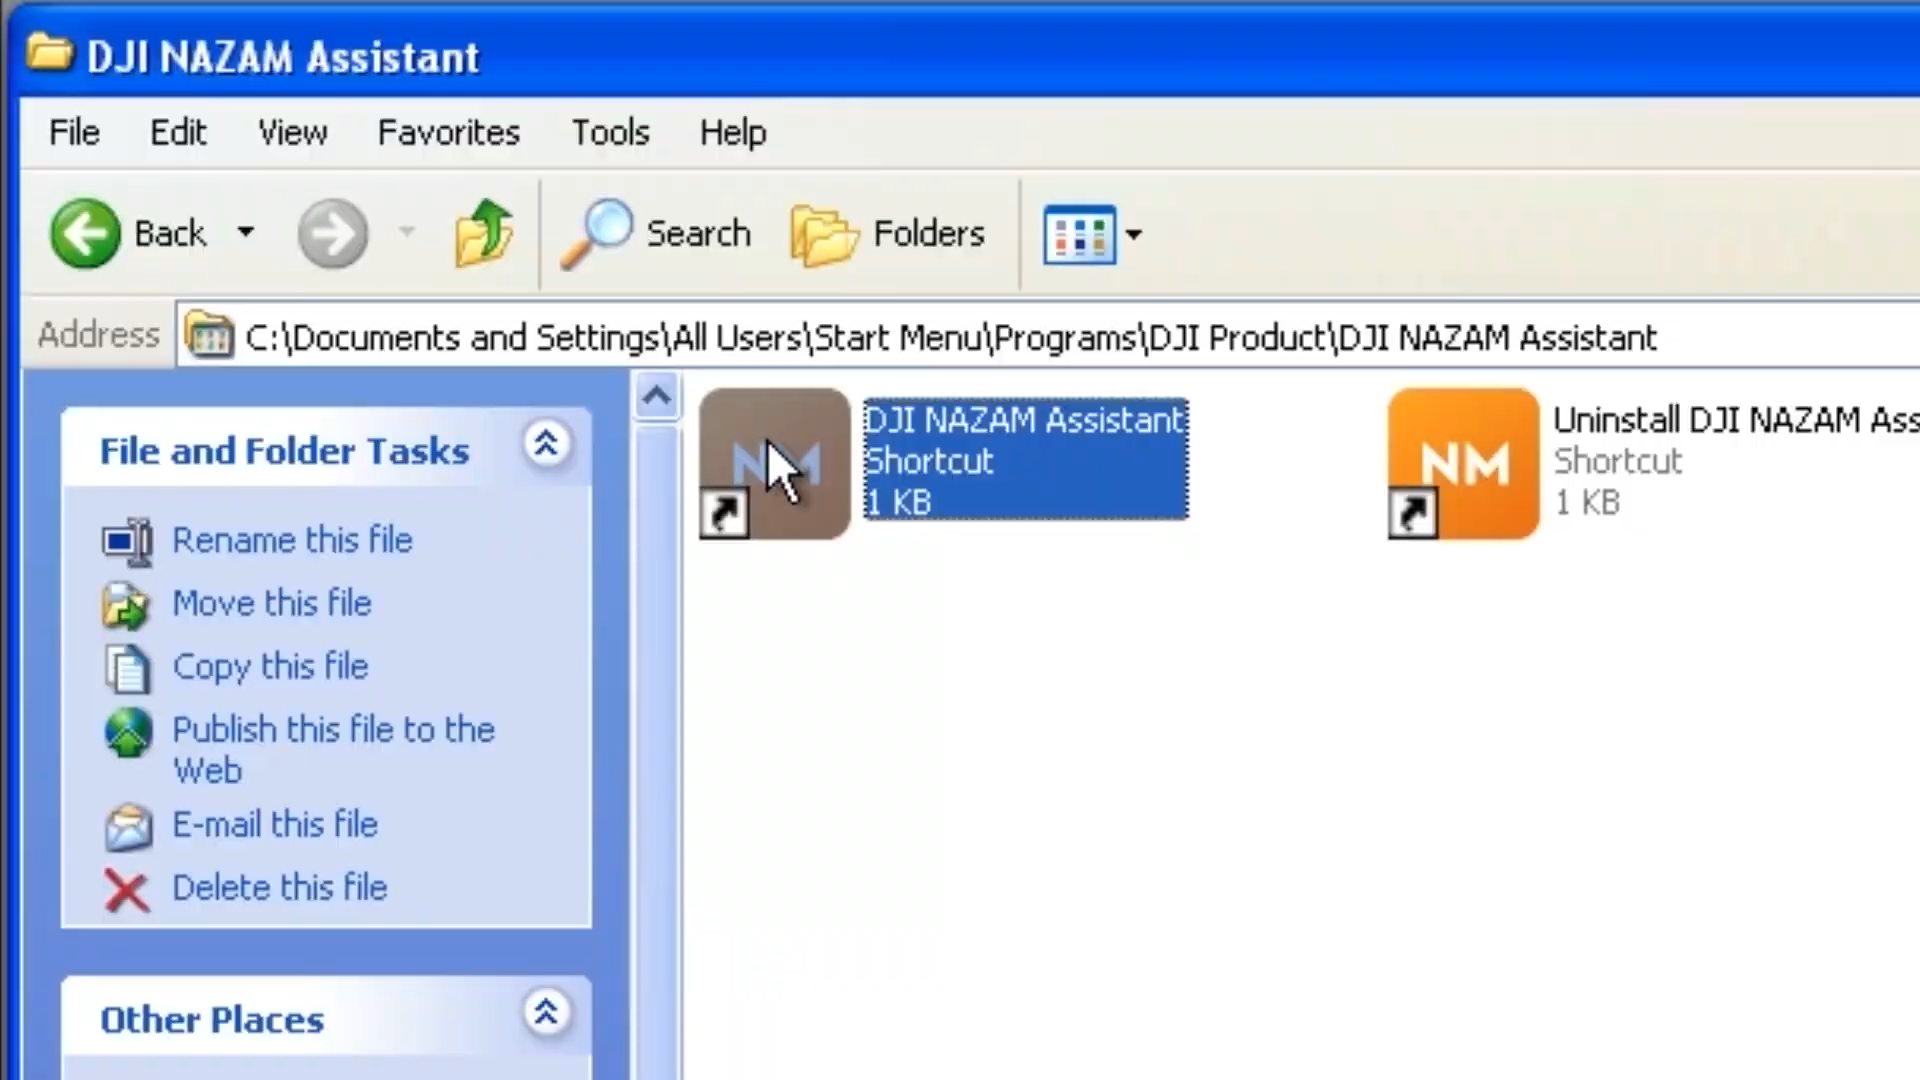 DJI NAZAM Assistant
File Edit View Favorites Tools Help
Back Search Folders
Address C:\Documents and Settings\All Users\Start Menu\Programs\DJI Product\DJI NAZAM Assistant
File and Folder Tasks
Rename this file
Move this file
Copy this file
Publish this file to the
Web
E-mail this file
Delete this file
Other Places
NM
DJI NAZAM Assistant
Shortcut
1 KB
NM
Uninstall DJI NAZAM Ass
Shortcut
1 KB